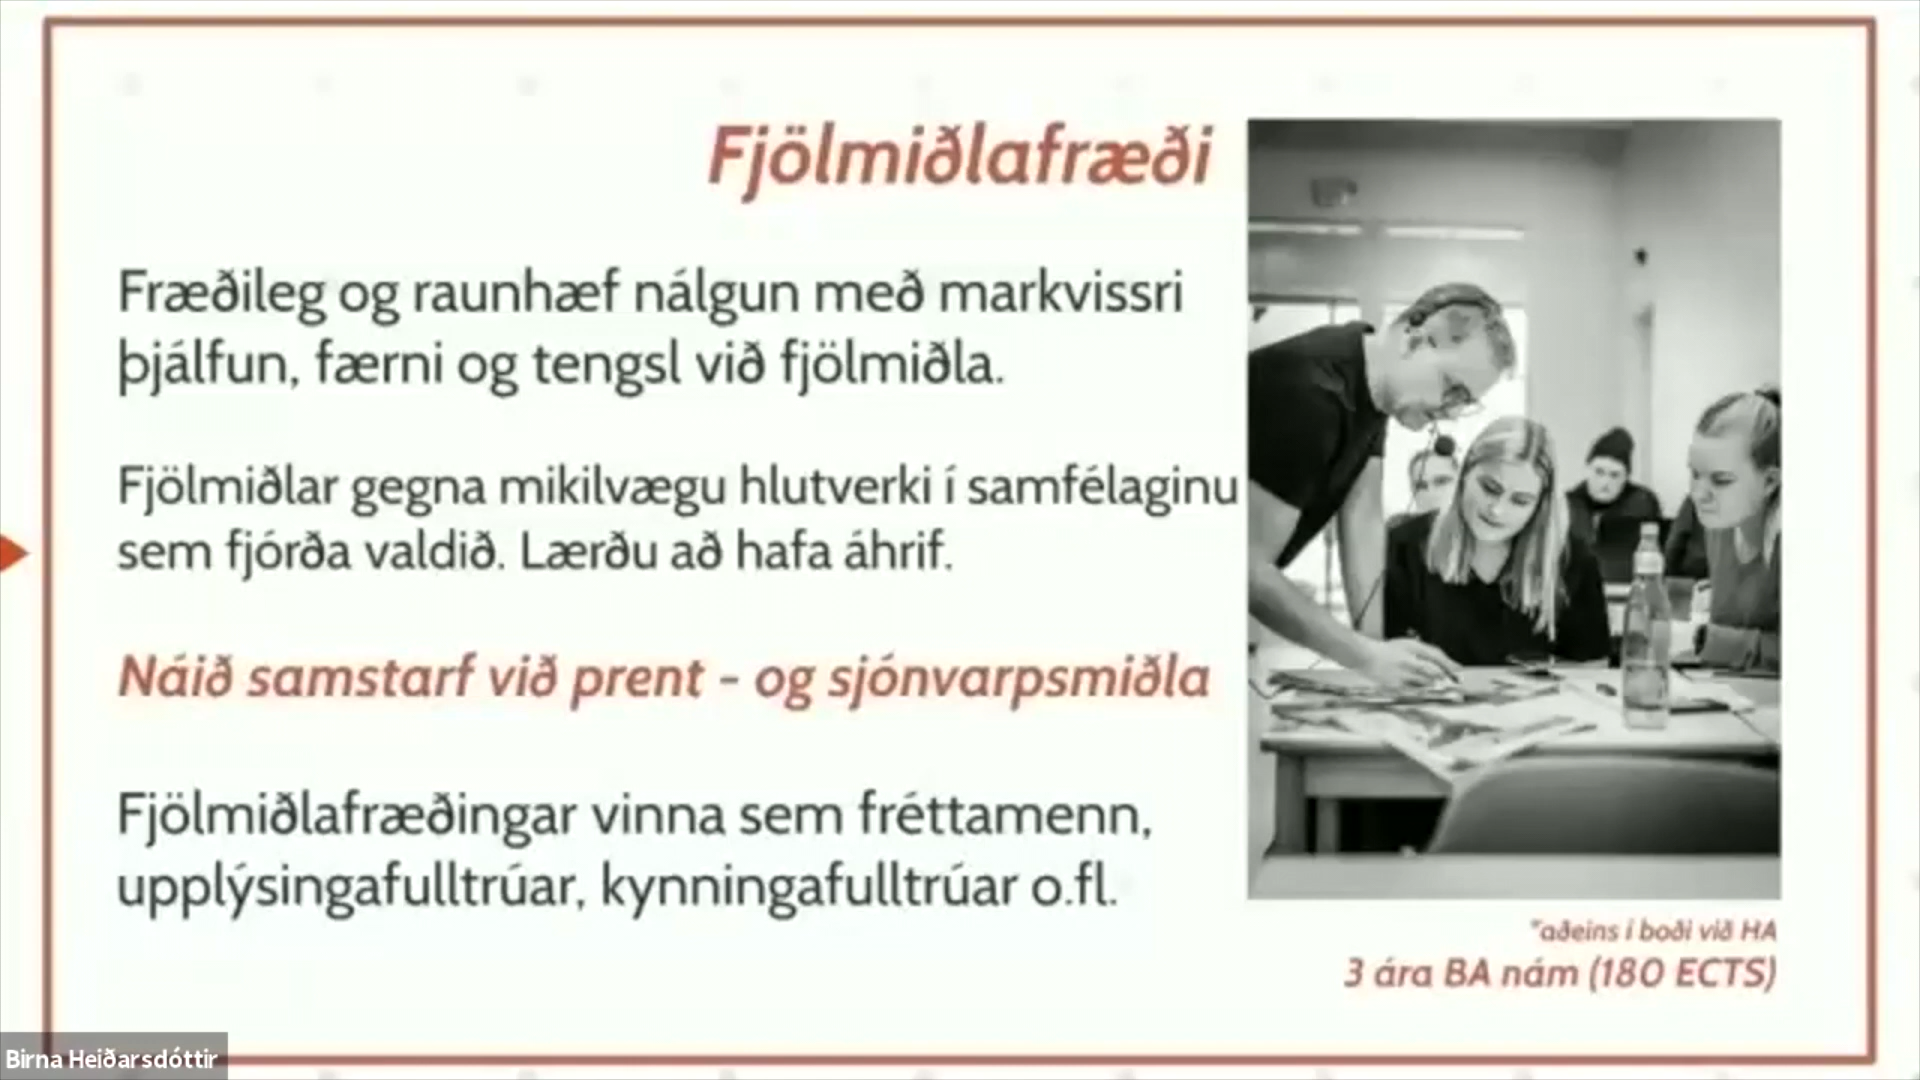 Fjölmiðlafræði
Fræðileg og raunhæf nálgun með markvissri
þjálfun, færni og tengsl við fjölmiðla.
Fjölmiðlar gegna mikilvægu hlutverki í samfélaginu
sem fjórða valdið. Lærðu að hafa áhrif.
Náið samstarf við prent - og sjónvarpsmiðla
Fjölmiðlafræðingar vinna sem fréttamenn,
upplýsingafulltrúar, kynningafulltrúar o.fl.
*aðeins í boði við HA
3 ára BA nám (180 ECTS)
Birna Heiðarsdóttir